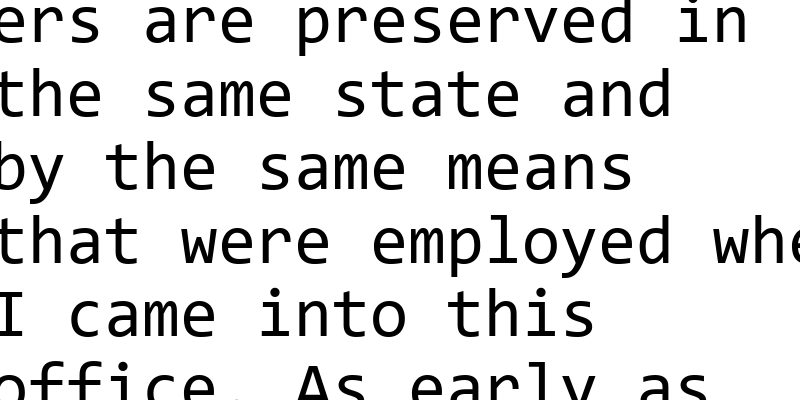 ers are preserved in
the same state and
by the same means
that were employed whe
I came into this
office. As early as